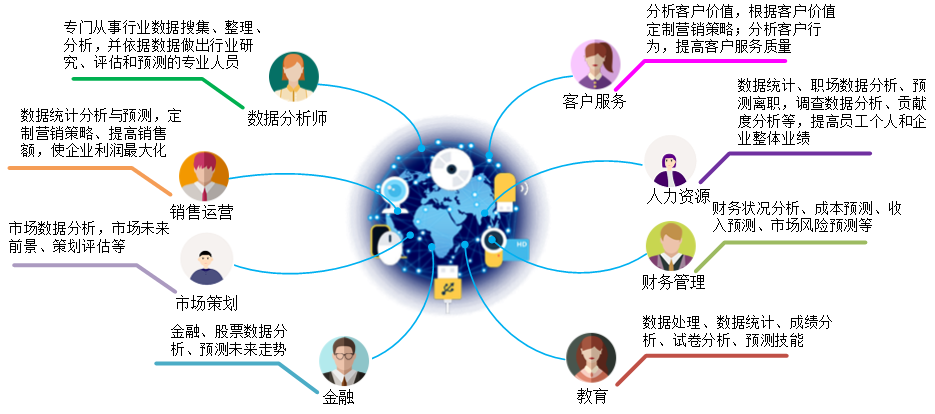 专门从事行业数据搜集、整理、
分析，并依据数据做出行业研
究、评估和预测的专业人员
数据分析师
数据统计分析与预测，定
制营销策略、提高销售
额，使企业利润最大化
销售运营
市场数据分析，市场未来
前景、策划评估等
市场策划
金融、股票数据分
析、预测未来走势
金融
分析客户价值，根据客户价值
定制营销策略；分析客户行
为，提高客户服务质量
客户服务
数据统计、职场数据分析、预
测离职，调查数据分析、贡献
度分析等，提高员工个人和企
业整体业绩
人力资源
财务状况分析、成本预测、收
入预测、市场风险预测等
财务管理
数据处理、数据统计、成绩分
析、试卷分析、预测技能
教育
HD